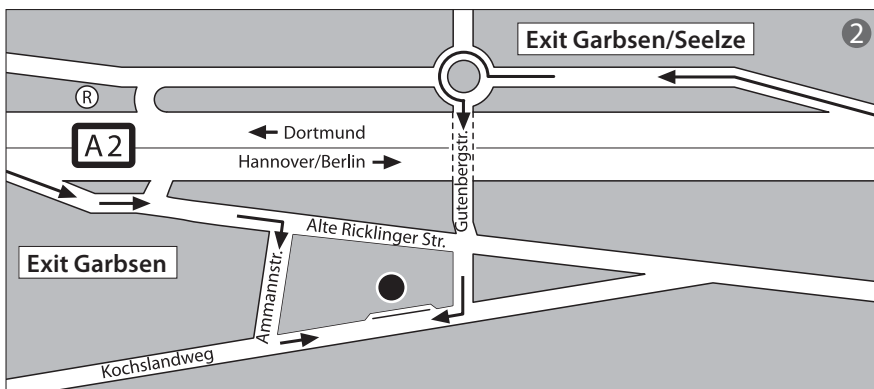 Exit Garbsen/Seelze
2
R
A2
Dortmund
Hannover/Berlin
Gutenbergstr.
Alte Ricklinger Str.
Exit Garbsen
Ammannstr.
Kochslandweg